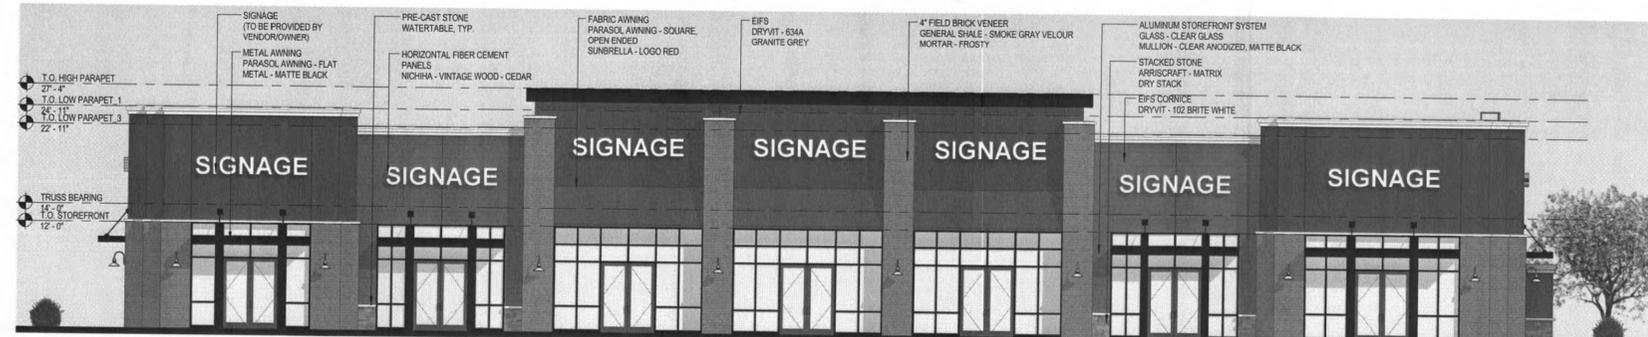 SIGNAGE
(TO BE PROVIDED BY
VENDOR/OWNER)
METAL AWNING
PARASOL AWNING - FLAT
METAL - MATTE BLACK
PRE-CAST STONE
WATERTABLE, TYP.
HORIZONTAL FIBER CEMENT
PANELS
NICHIHA - VINTAGE WOOD - CEDAR
FABRIC AWNING
PARASOL AWNING - SQUARE,
OPEN ENDED
SUNBRELLA - LOGO RED
EIFS
DRYVIT - 634A
GRANITE GREY
4" FIELD BRICK VENEER
GENERAL SHALE - SMOKE GRAY VELOUR
MORTAR - FROSTY
ALUMINUM STOREFRONT SYSTEM
GLASS - CLEAR GLASS
MULLION - CLEAR ANODIZED, MATTE BLACK
STACKED STONE
ARRISCRAFT - MATRIX
DRY STACK
EIFS CORNICE
DRYVIT - 102 BRITE WHITE
T.O. HIGH PARAPET
27' - 4"
T.O. LOW PARAPET_1
24' - 11"
T.O. LOW PARAPET_3
22' - 11"
TRUSS BEARING
14' - 0"
T.O. STOREFRONT
12' - 0"
SIGNAGE
SIGNAGE
SIGNAGE
SIGNAGE
SIGNAGE
SIGNAGE
SIGNAGE